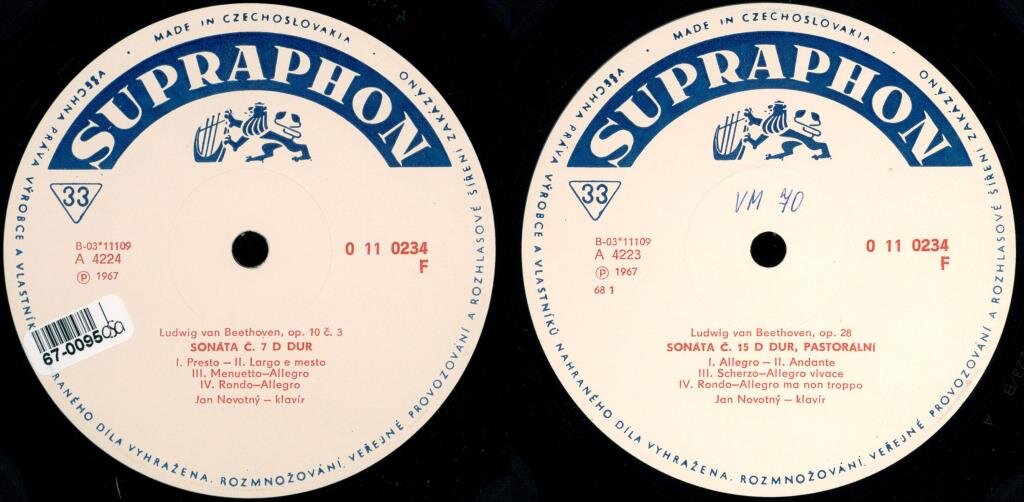 MADE IN CZECHOSLOVAKIA
SUPRAPHON
33
B-03*11109
A 4224
Ⓟ 1967
0 11 0234
F
67-0095
Ludwig van Beethoven, op. 10 č. 3
SONÁTA Č. 7 D DUR
I. Presto – II. Largo e mesto
III. Menuetto–Allegro
IV. Rondo–Allegro
Jan Novotný – klavír
VŠECHNA PRÁVA VÝROBCE A VLASTNÍKŮ NAHRANÉHO DÍLA VYHRAŽENA. ROZMNOŽOVÁNÍ, VEŘEJNÉ PROVOZOVÁNÍ A ROZHLASOVÉ ŠÍŘENÍ ZAKÁZÁNO
MADE IN CZECHOSLOVAKIA
SUPRAPHON
33
VM 70
B-03*11109
A 4223
Ⓟ 1967
68 1
0 11 0234
F
Ludwig van Beethoven, op. 28
SONÁTA Č. 15 D DUR, PASTORÁLNÍ
I. Allegro – II. Andante
III. Scherzo–Allegro vivace
IV. Rondo–Allegro ma non troppo
Jan Novotný – klavír
VŠECHNA PRÁVA VÝROBCE A VLASTNÍKŮ NAHRANÉHO DÍLA VYHRAŽENA. ROZMNOŽOVÁNÍ, VEŘEJNÉ PROVOZOVÁNÍ A ROZHLASOVÉ ŠÍŘENÍ ZAKÁZÁNO